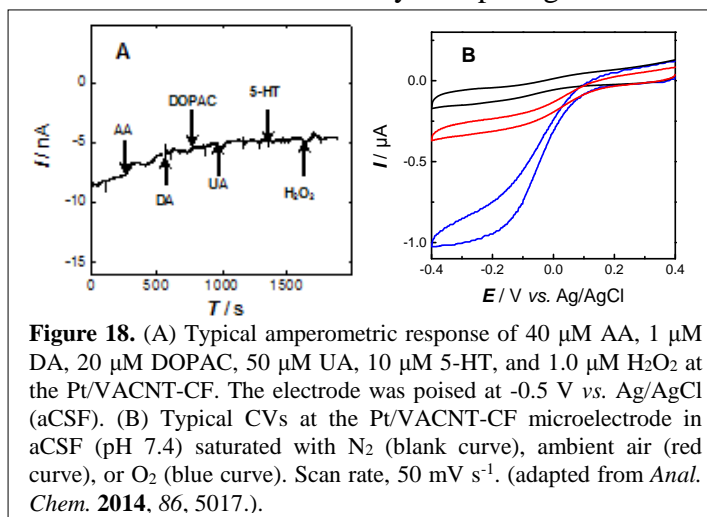 A
B
0
-5
-10
-15
I / nA
AA
DOPAC
5-HT
DA
UA
H₂O₂
0 500 1000 1500
T / s
0.0
-0.5
-1.0
I / µA
-0.4 -0.2 0.0 0.2 0.4
E / V vs. Ag/AgCl
Figure 18. (A) Typical amperometric response of 40 µM AA, 1 µM
DA, 20 µM DOPAC, 50 µM UA, 10 µM 5-HT, and 1.0 µM H₂O₂ at
the Pt/VACNT-CF. The electrode was poised at -0.5 V vs. Ag/AgCl
(aCSF). (B) Typical CVs at the Pt/VACNT-CF microelectrode in
aCSF (pH 7.4) saturated with N₂ (blank curve), ambient air (red
curve), or O₂ (blue curve). Scan rate, 50 mV s⁻¹. (adapted from Anal.
Chem. 2014, 86, 5017.).